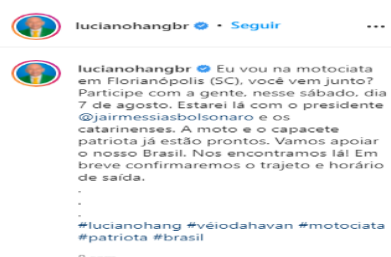 lucianohangbr • Seguir
lucianohangbr Eu vou na motociata
em Florianópolis (SC), você vem junto?
Participe com a gente, nesse sábado, dia
7 de agosto. Estarei lá com o presidente
@jairmessiasbolsonaro e os
catarinenses. A moto e o capacete
patriota já estão prontos. Vamos apoiar
o nosso Brasil. Nos encontramos lá! Em
breve confirmaremos o trajeto e horário
de saída.
.
.
.
#lucianohang #véiodahavan #motociata
#patriota #brasil